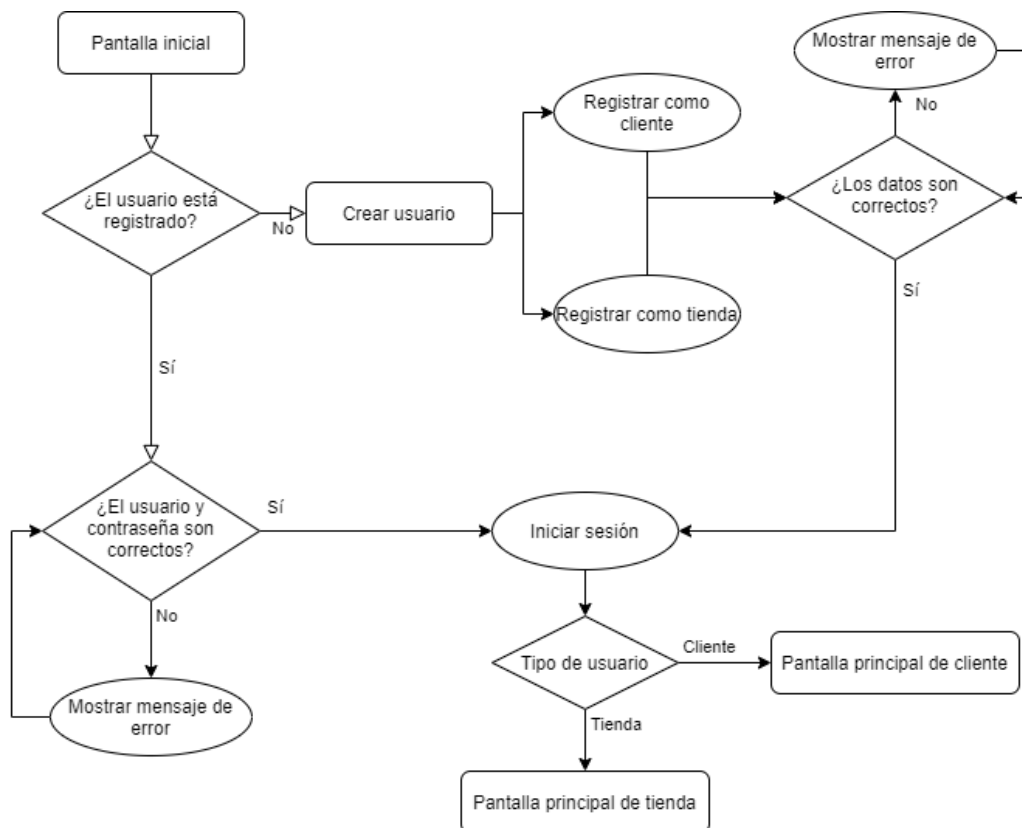 Pantalla inicial
Mostrar mensaje de
error
Registrar como
cliente
No
¿El usuario está
registrado?
No
Crear usuario
¿Los datos son
correctos?
Registrar como tienda
Sí
Sí
¿El usuario y
contraseña son
correctos?
Sí
Iniciar sesión
No
Mostrar mensaje de
error
Tipo de usuario
Cliente
Pantalla principal de cliente
Tienda
Pantalla principal de tienda